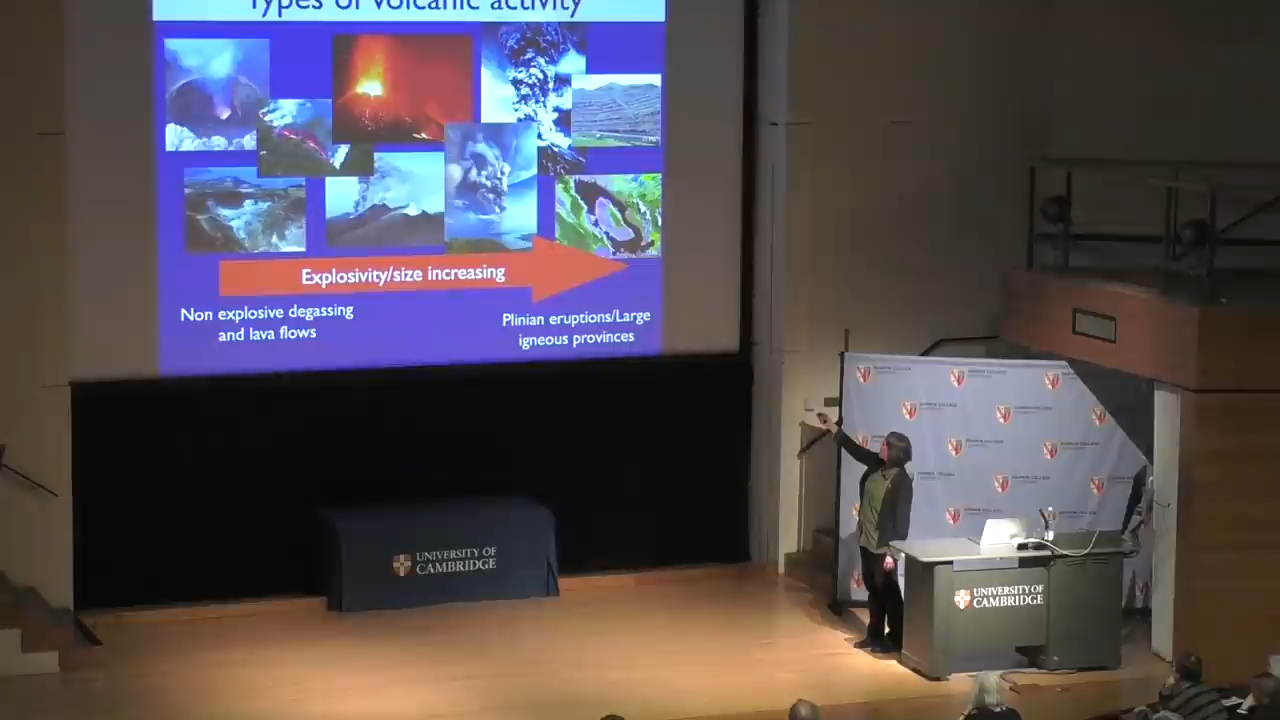 Types of volcanic activity
Explosivity/size increasing
Non explosive degassing
and lava flows
Plinian eruptions/Large
igneous provinces
UNIVERSITY OF
CAMBRIDGE
UNIVERSITY OF
CAMBRIDGE